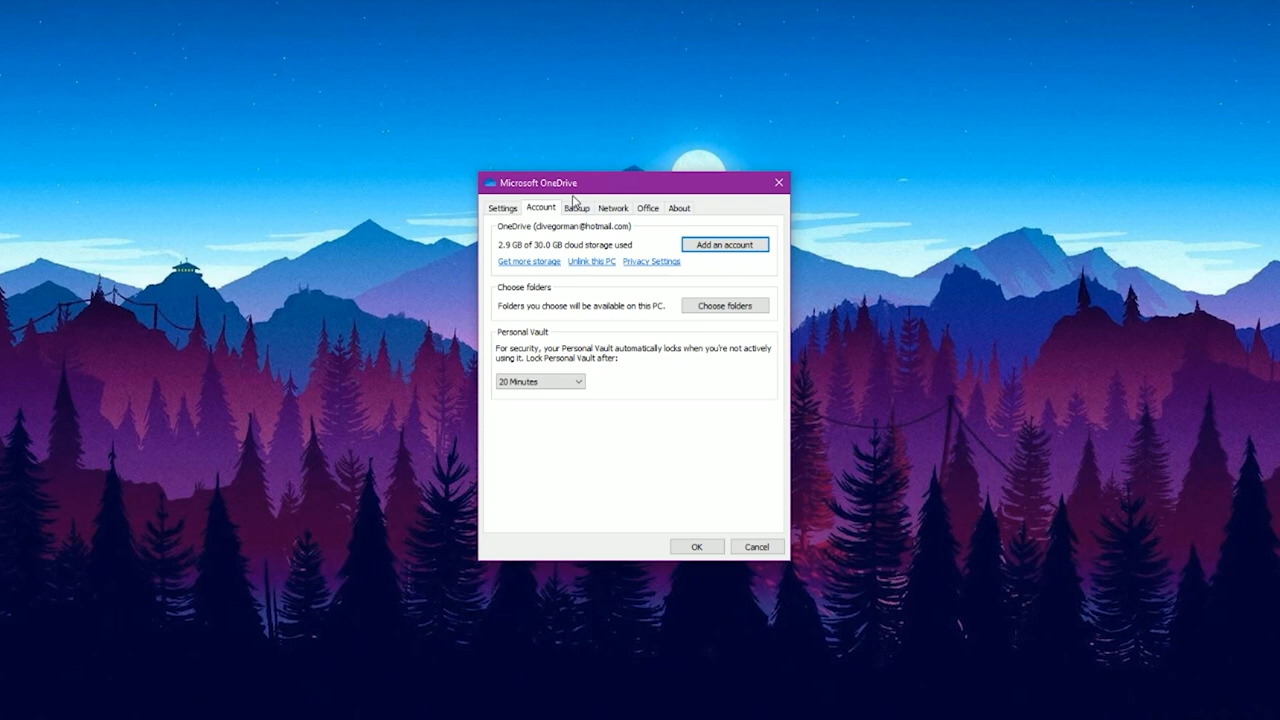 Microsoft OneDrive
Settings Account Backup Network Office About
OneDrive (clivegorman@hotmail.com)
2.9 GB of 30.0 GB cloud storage used
Add an account
Get more storage Unlink this PC Privacy Settings
Choose folders
Folders you choose will be available on this PC.
Choose folders
Personal Vault
For security, your Personal Vault automatically locks when you're not actively
using it. Lock Personal Vault after:
20 Minutes
OK Cancel